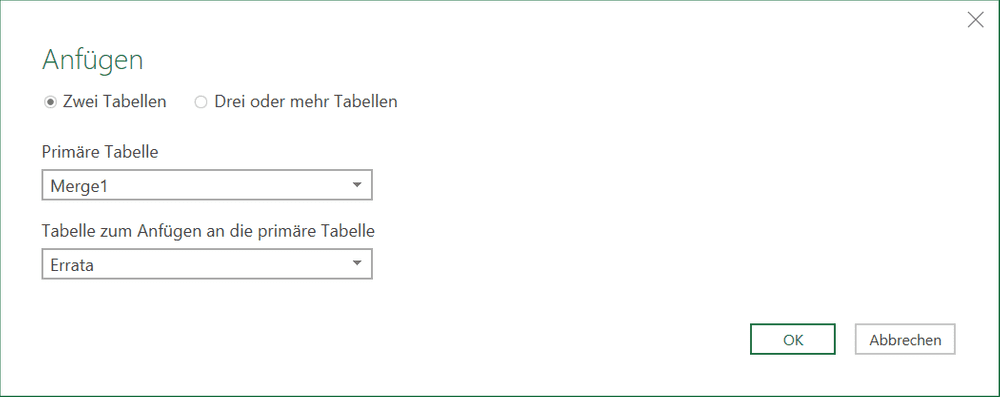 Anfügen
Zwei Tabellen Drei oder mehr Tabellen
Primäre Tabelle
Merge1
Tabelle zum Anfügen an die primäre Tabelle
Errata
OK Abbrechen